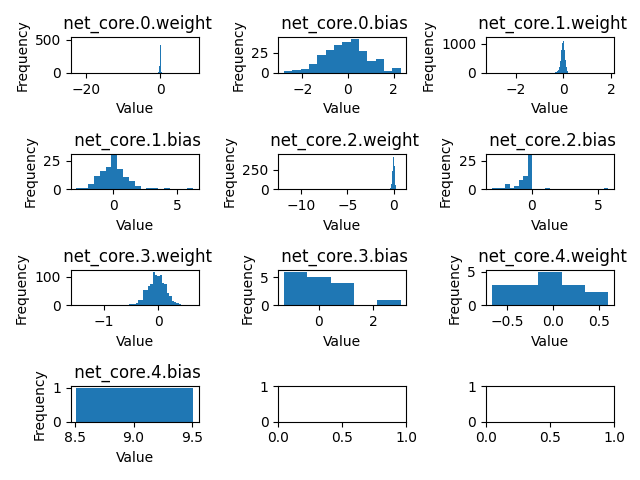 net_core.0.weight
net_core.0.bias
net_core.1.weight
Frequency
500
0
−20
0
Value
Frequency
25
0
−2
0
2
Value
Frequency
1000
0
−2
0
2
Value
net_core.1.bias
net_core.2.weight
net_core.2.bias
Frequency
25
0
0
5
Value
Frequency
250
0
−10
−5
0
Value
Frequency
25
0
0
5
Value
net_core.3.weight
net_core.3.bias
net_core.4.weight
Frequency
100
0
−1
0
Value
Frequency
5
0
0
2
Value
Frequency
5
0
−0.5
0.0
0.5
Value
net_core.4.bias
Frequency
1
0
8.5
9.0
9.5
Value
1
0
0.0
0.5
1.0
1
0
0.0
0.5
1.0